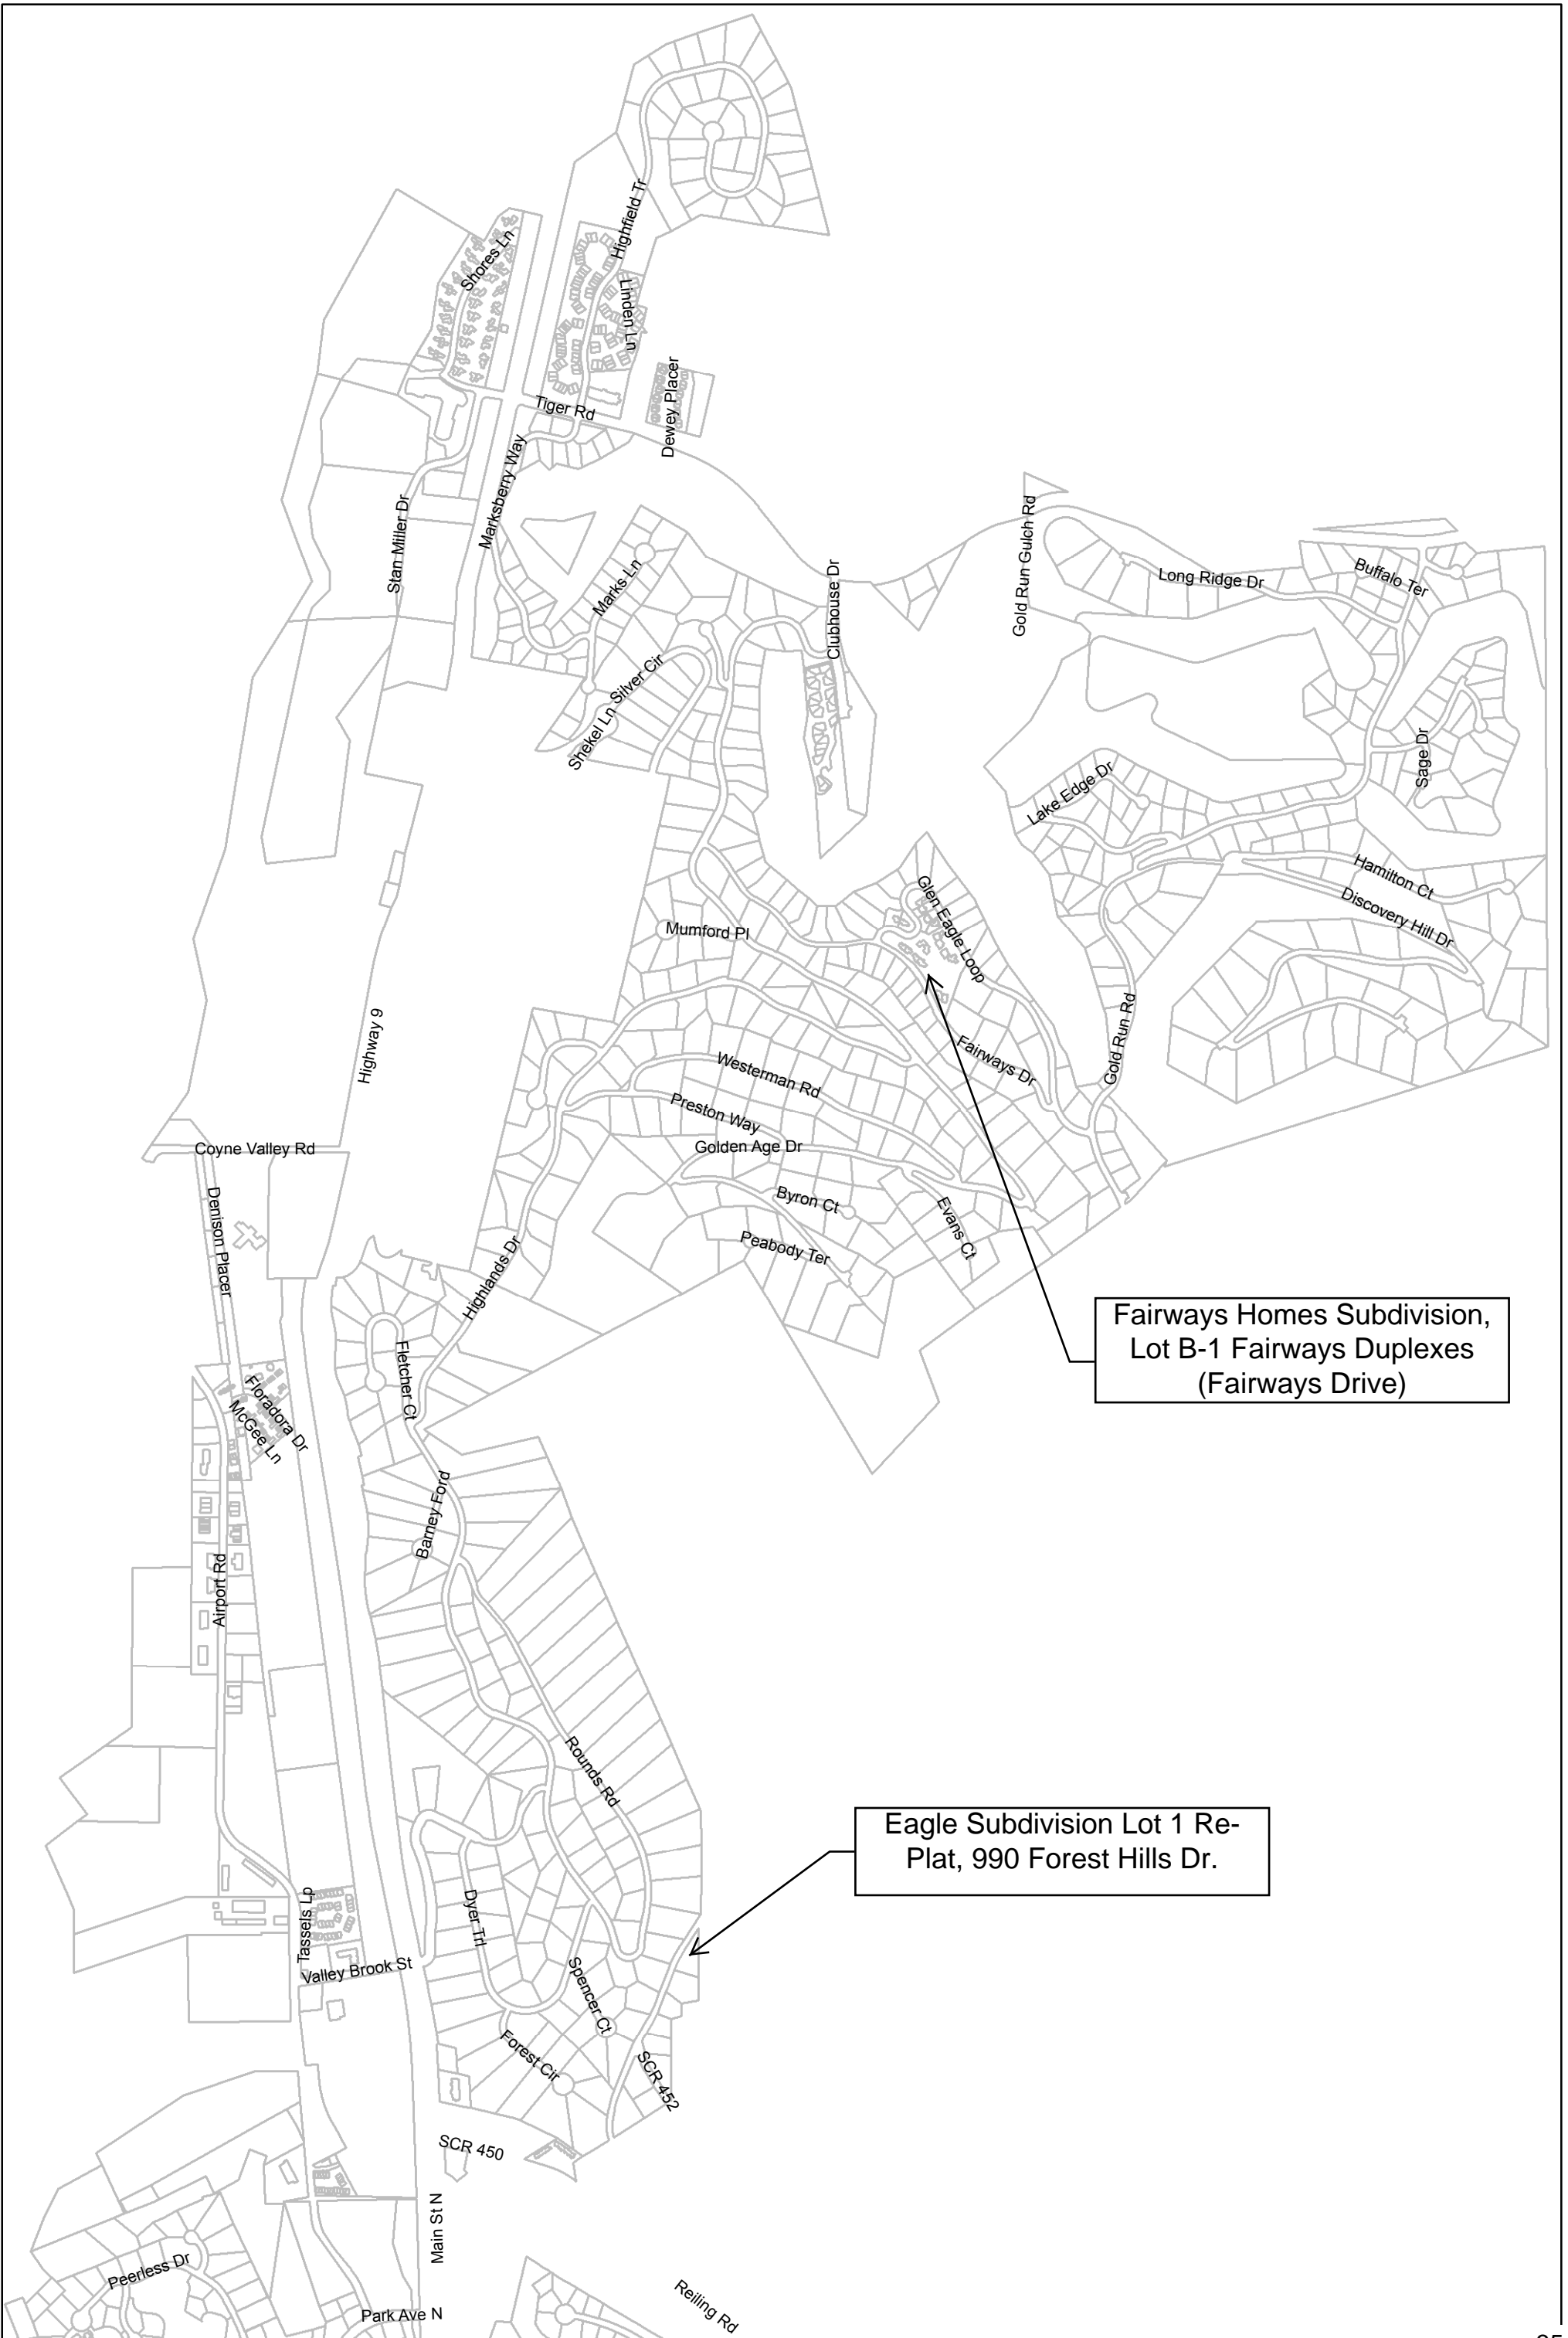 Highfield Tr
Shores Ln
Linden Ln
Dewey Placer
Tiger Rd
Marksberry Way
Stan Miller Dr
Gold Run Gulch Rd
Clubhouse Dr
Marks Ln
Long Ridge Dr
Buffalo Ter
Silver Cir
Shekel Ln
Sage Dr
Lake Edge Dr
Hamilton Ct
Discovery Hill Dr
Glen Eagle Loop
Mumford Pl
Highway 9
Gold Run Rd
Fairways Dr
Westerman Rd
Preston Way
Golden Age Dr
Coyne Valley Rd
Denison Placer
Byron Ct
Evans Ct
Peabody Ter
Highlands Dr
Fairways Homes Subdivision,
Lot B-1 Fairways Duplexes
(Fairways Drive)
Fletcher Ct
Floradora Dr
McGee Ln
Barney Ford
Airport Rd
Rounds Rd
Eagle Subdivision Lot 1 Re-
Plat, 990 Forest Hills Dr.
Dyer Trl
Tassels Lp
Valley Brook St
Spencer Ct
Forest Cir
SCR 452
SCR 450
Main St N
Peerless Dr
Park Ave N
Reiling Rd